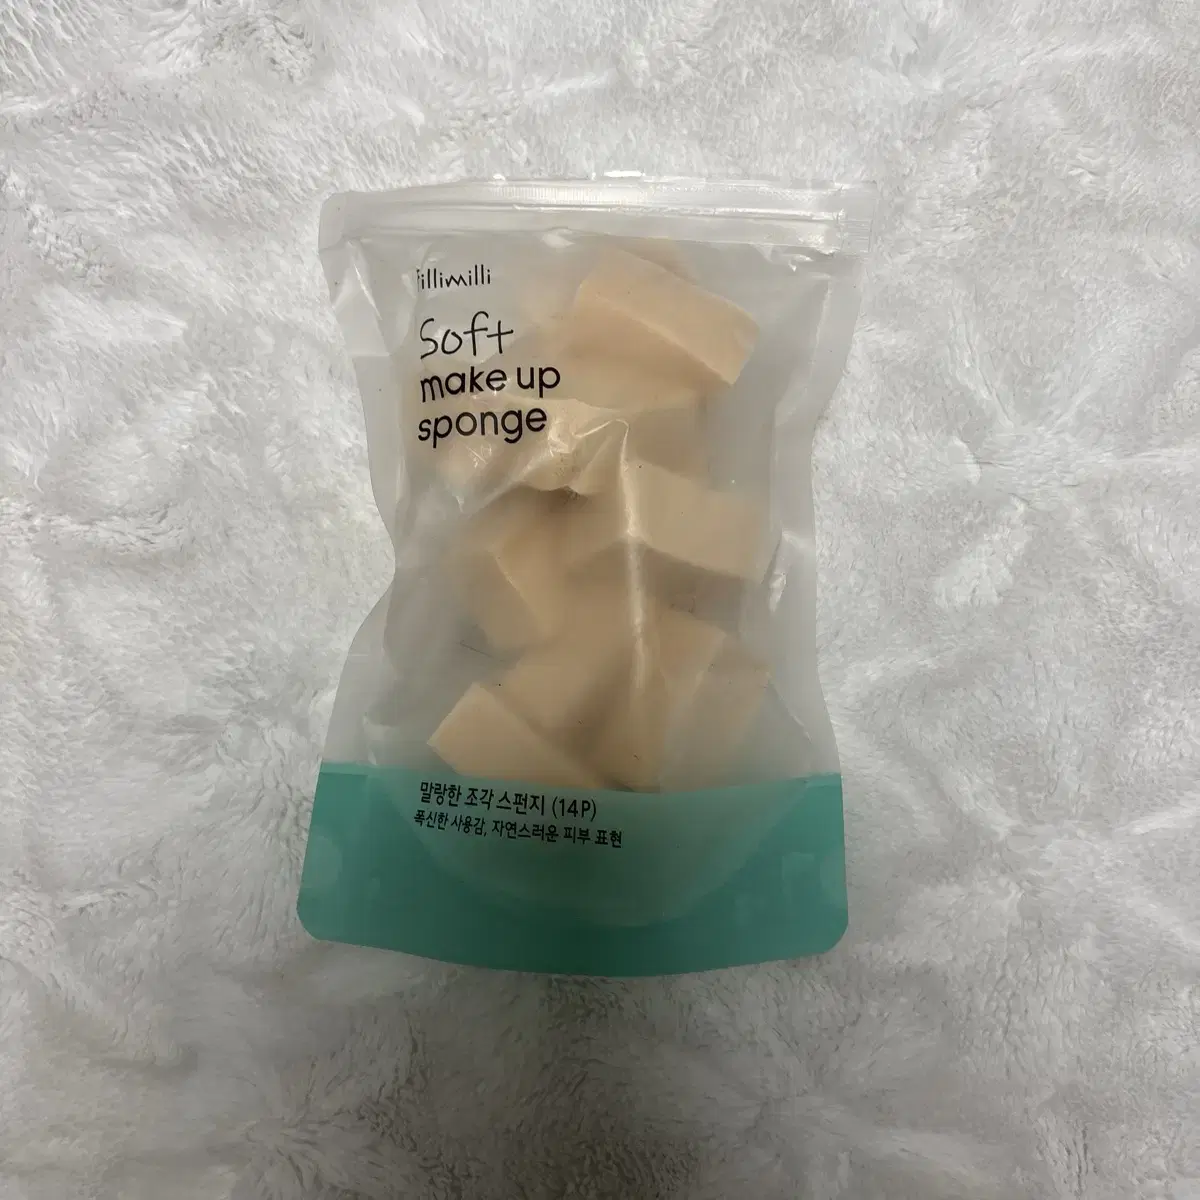 fillimilli
Soft
make up
sponge
말랑한 조각 스펀지 (14P)
폭신한 사용감, 자연스러운 피부 표현